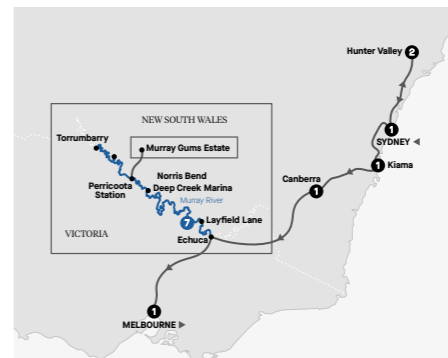 Hunter Valley 2
NEW SOUTH WALES
1
SYDNEY
Torrumbarry
Murray Gums Estate
1 Kiama
Norris Bend
Canberra
Perricoota
Station
Deep Creek Marina
1
Murray River
7 Layfield Lane
VICTORIA
Echuca
1
MELBOURNE